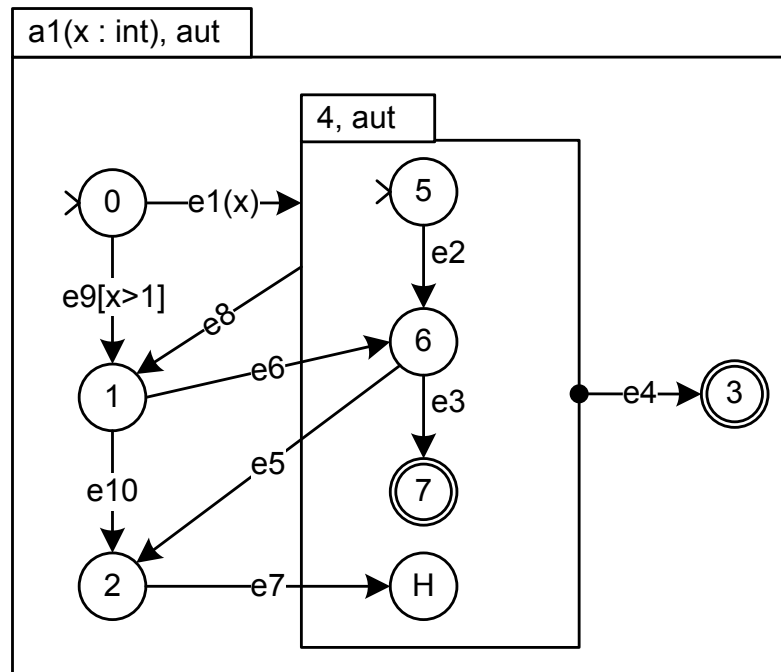 a1(x : int), aut
4, aut
0
e1(x)
5
e2
e9[x>1]
e8
6
1
e6
e3
e4
3
e5
e10
7
2
e7
H